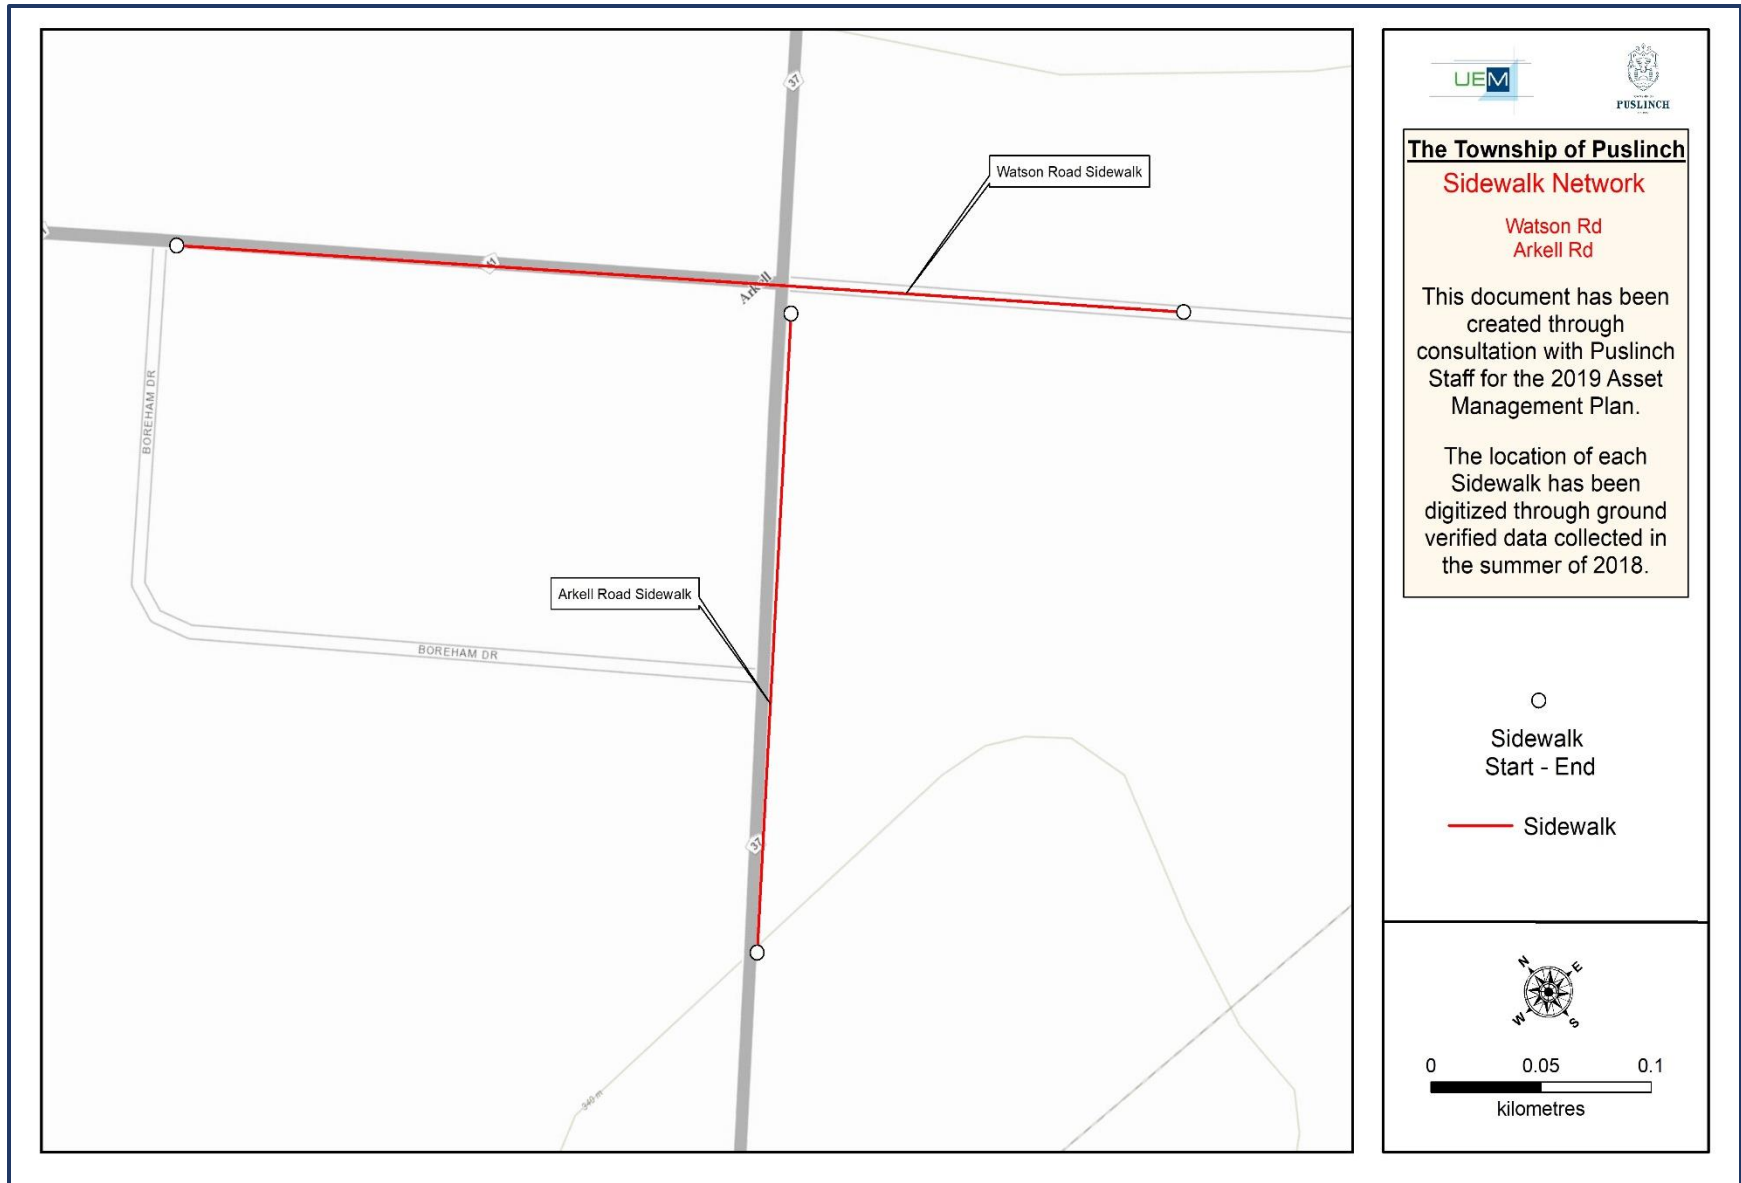 37
Watson Road Sidewalk
41
Arkell
BOREHAM DR
Arkell Road Sidewalk
BOREHAM DR
37
340 m
UEM
PUSLINCH
The Township of Puslinch
Sidewalk Network
Watson Rd
Arkell Rd
This document has been
created through
consultation with Puslinch
Staff for the 2019 Asset
Management Plan.
The location of each
Sidewalk has been
digitized through ground
verified data collected in
the summer of 2018.
Sidewalk
Start - End
Sidewalk
N
E
W
S
0 0.05 0.1
kilometres